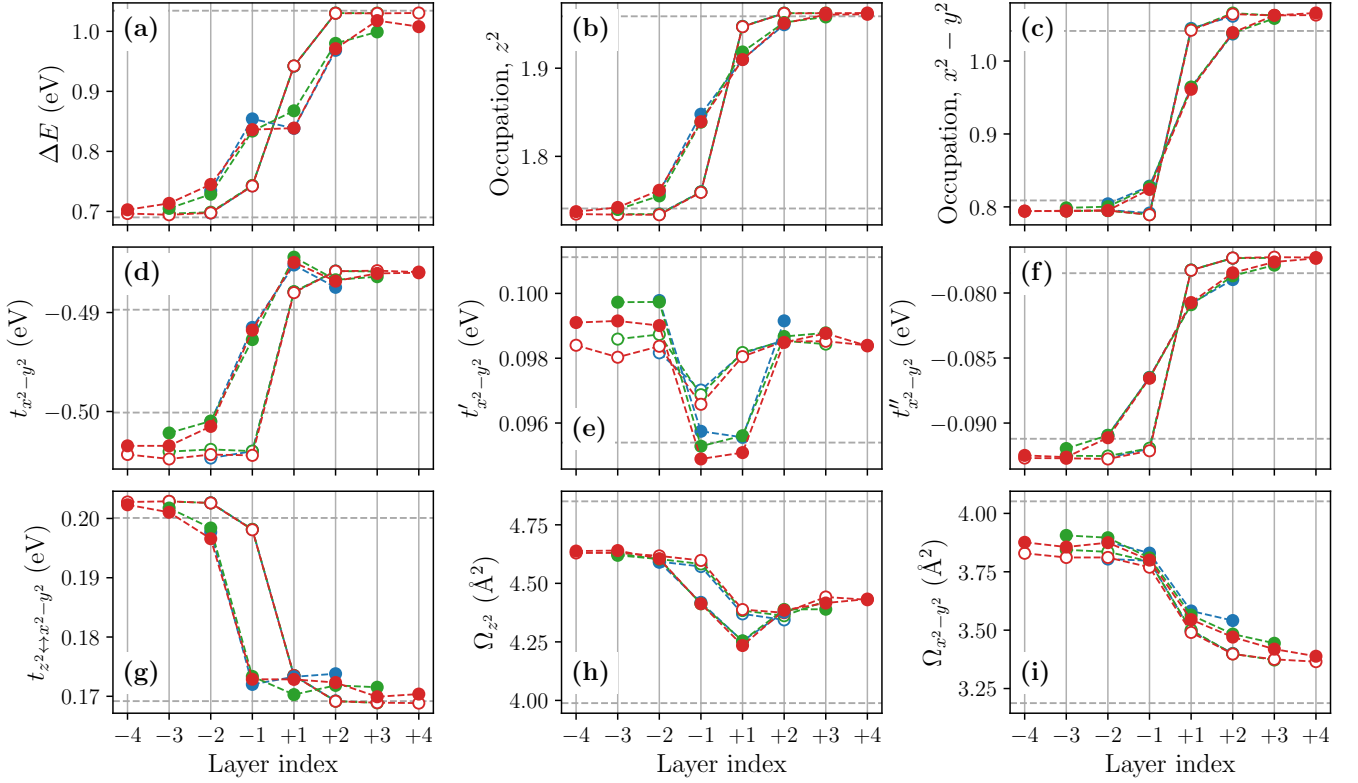 (a)
ΔE (eV)
1.0
0.9
0.8
0.7
(b)
Occupation, z²
1.9
1.8
(c)
Occupation, x² − y²
1.0
0.9
0.8
(d)
t_{x²−y²} (eV)
−0.49
−0.50
(e)
t′_{x²−y²} (eV)
0.100
0.098
0.096
(f)
t″_{x²−y²} (eV)
−0.080
−0.085
−0.090
(g)
t_{z²↔x²−y²} (eV)
0.20
0.19
0.18
0.17
−4 −3 −2 −1 +1 +2 +3 +4
Layer index
(h)
Ω_{z²} (Å²)
4.75
4.50
4.25
4.00
−4 −3 −2 −1 +1 +2 +3 +4
Layer index
(i)
Ω_{x²−y²} (Å²)
4.00
3.75
3.50
3.25
−4 −3 −2 −1 +1 +2 +3 +4
Layer index